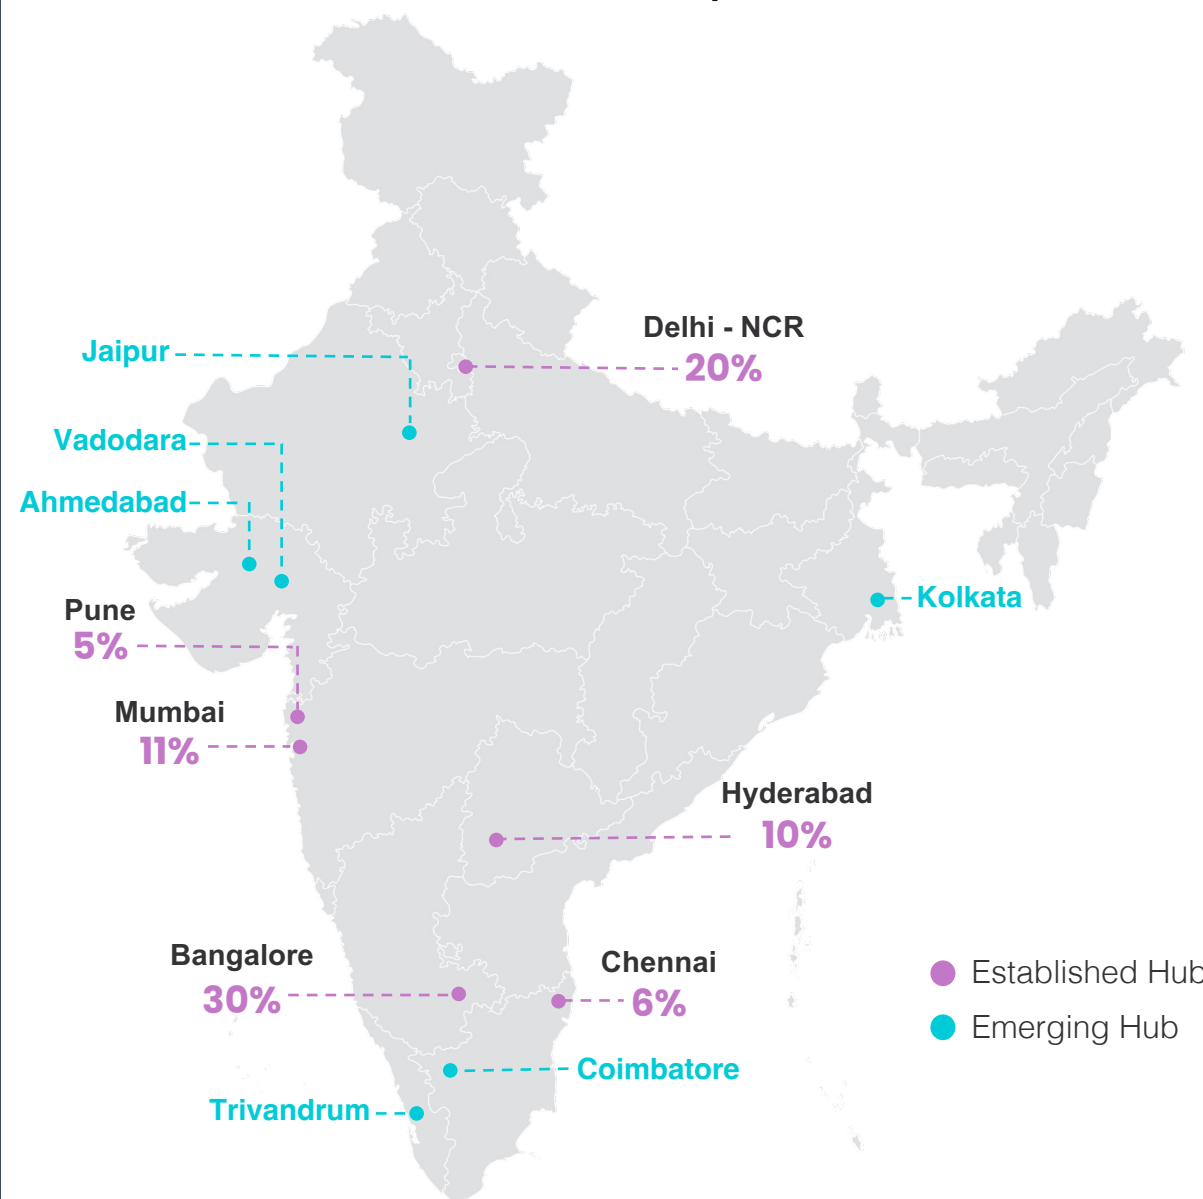 Delhi - NCR
20%
Jaipur
Vadodara
Ahmedabad
Kolkata
Pune
5%
Mumbai
11%
Hyderabad
10%
Bangalore
30%
Chennai
6%
Established Hub
Emerging Hub
Coimbatore
Trivandrum